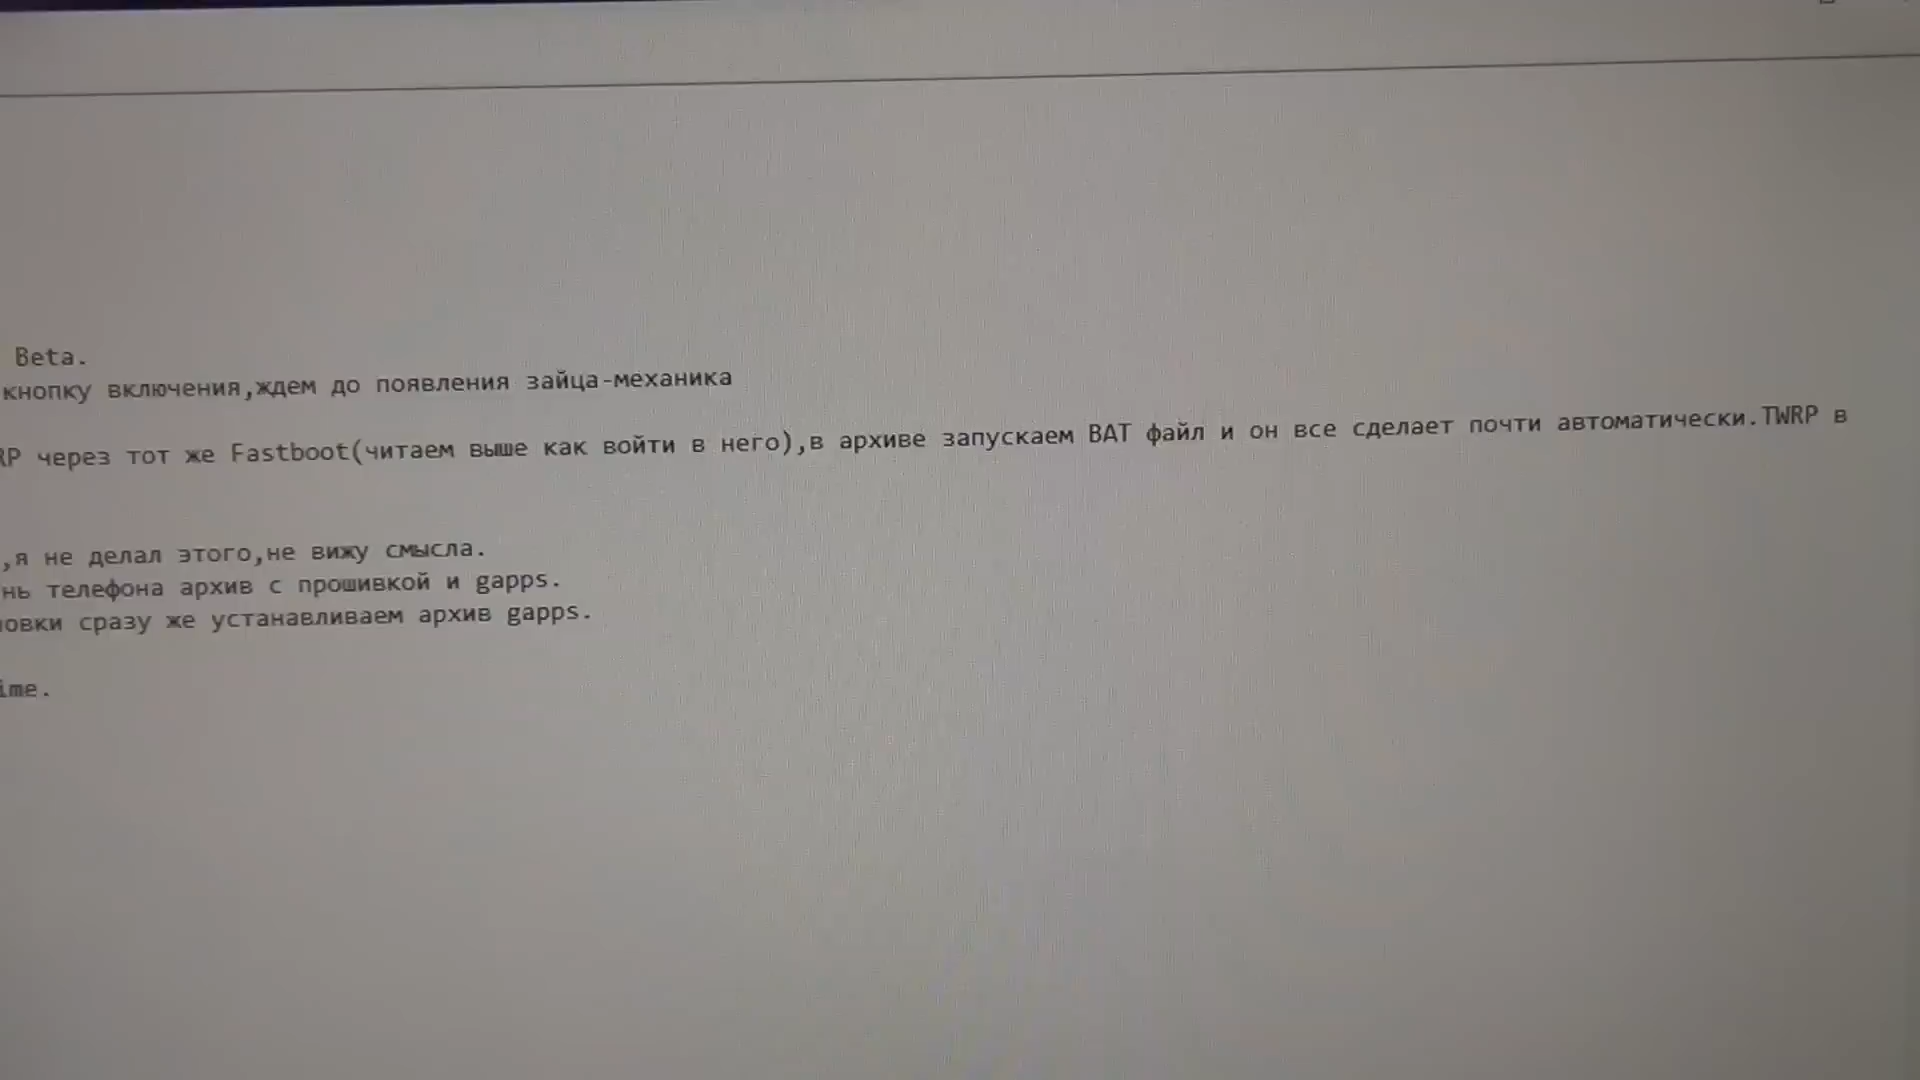 Beta.
кнопку включения,ждем до появления зайца-механика
RP через тот же Fastboot(читаем выше как войти в него),в архиве запускаем BAT файл и он все сделает почти автоматически.TWRP в
,я не делал этого,не вижу смысла.
нь телефона архив с прошивкой и gapps.
новки сразу же устанавливаем архив gapps.
ime.